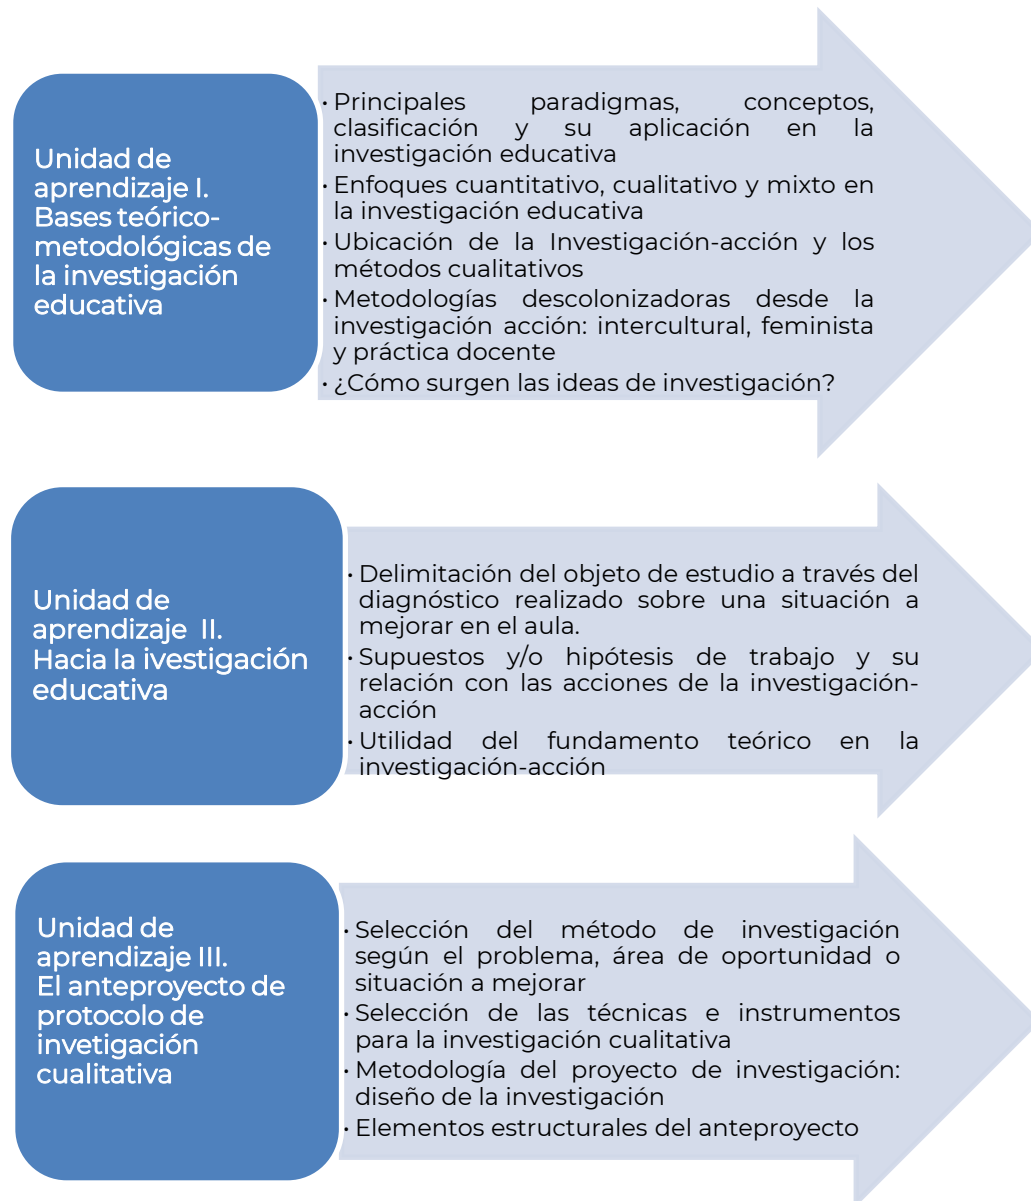 Unidad de
aprendizaje I.
Bases teórico-
metodológicas de
la investigación
educativa
· Principales paradigmas, conceptos,
clasificación y su aplicación en la
investigación educativa
· Enfoques cuantitativo, cualitativo y mixto en
la investigación educativa
· Ubicación de la Investigación-acción y los
métodos cualitativos
· Metodologías descolonizadoras desde la
investigación acción: intercultural, feminista
y práctica docente
· ¿Cómo surgen las ideas de investigación?
Unidad de
aprendizaje II.
Hacia la ivestigación
educativa
· Delimitación del objeto de estudio a través del
diagnóstico realizado sobre una situación a
mejorar en el aula.
· Supuestos y/o hipótesis de trabajo y su
relación con las acciones de la investigación-
acción
· Utilidad del fundamento teórico en la
investigación-acción
Unidad de
aprendizaje III.
El anteproyecto de
protocolo de
invetigación
cualitativa
· Selección del método de investigación
según el problema, área de oportunidad o
situación a mejorar
· Selección de las técnicas e instrumentos
para la investigación cualitativa
· Metodología del proyecto de investigación:
diseño de la investigación
· Elementos estructurales del anteproyecto